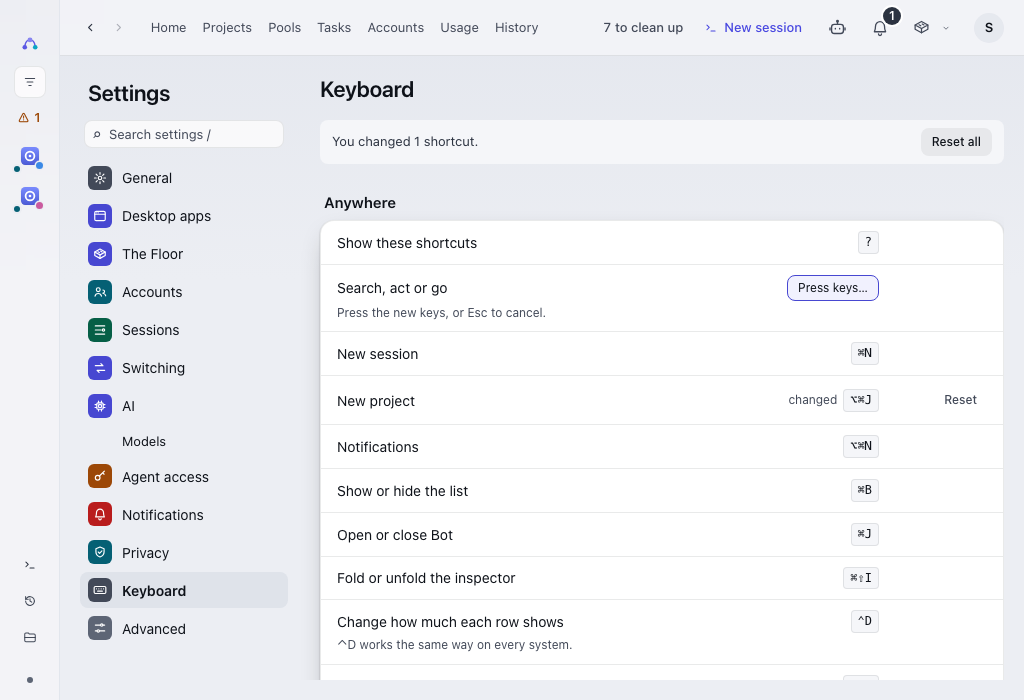 Home Projects Pools Tasks Accounts Usage History 7 to clean up New session 1 S
1
Settings
Search settings /
General
Desktop apps
The Floor
Accounts
Sessions
Switching
AI
Models
Agent access
Notifications
Privacy
Keyboard
Advanced
Keyboard
You changed 1 shortcut. Reset all
Anywhere
Show these shortcuts ?
Search, act or go Press keys…
Press the new keys, or Esc to cancel.
New session ⌘N
New project changed ⌥⌘J Reset
Notifications ⌥⌘N
Show or hide the list ⌘B
Open or close Bot ⌘J
Fold or unfold the inspector ⌘⇧I
Change how much each row shows ^D
^D works the same way on every system.